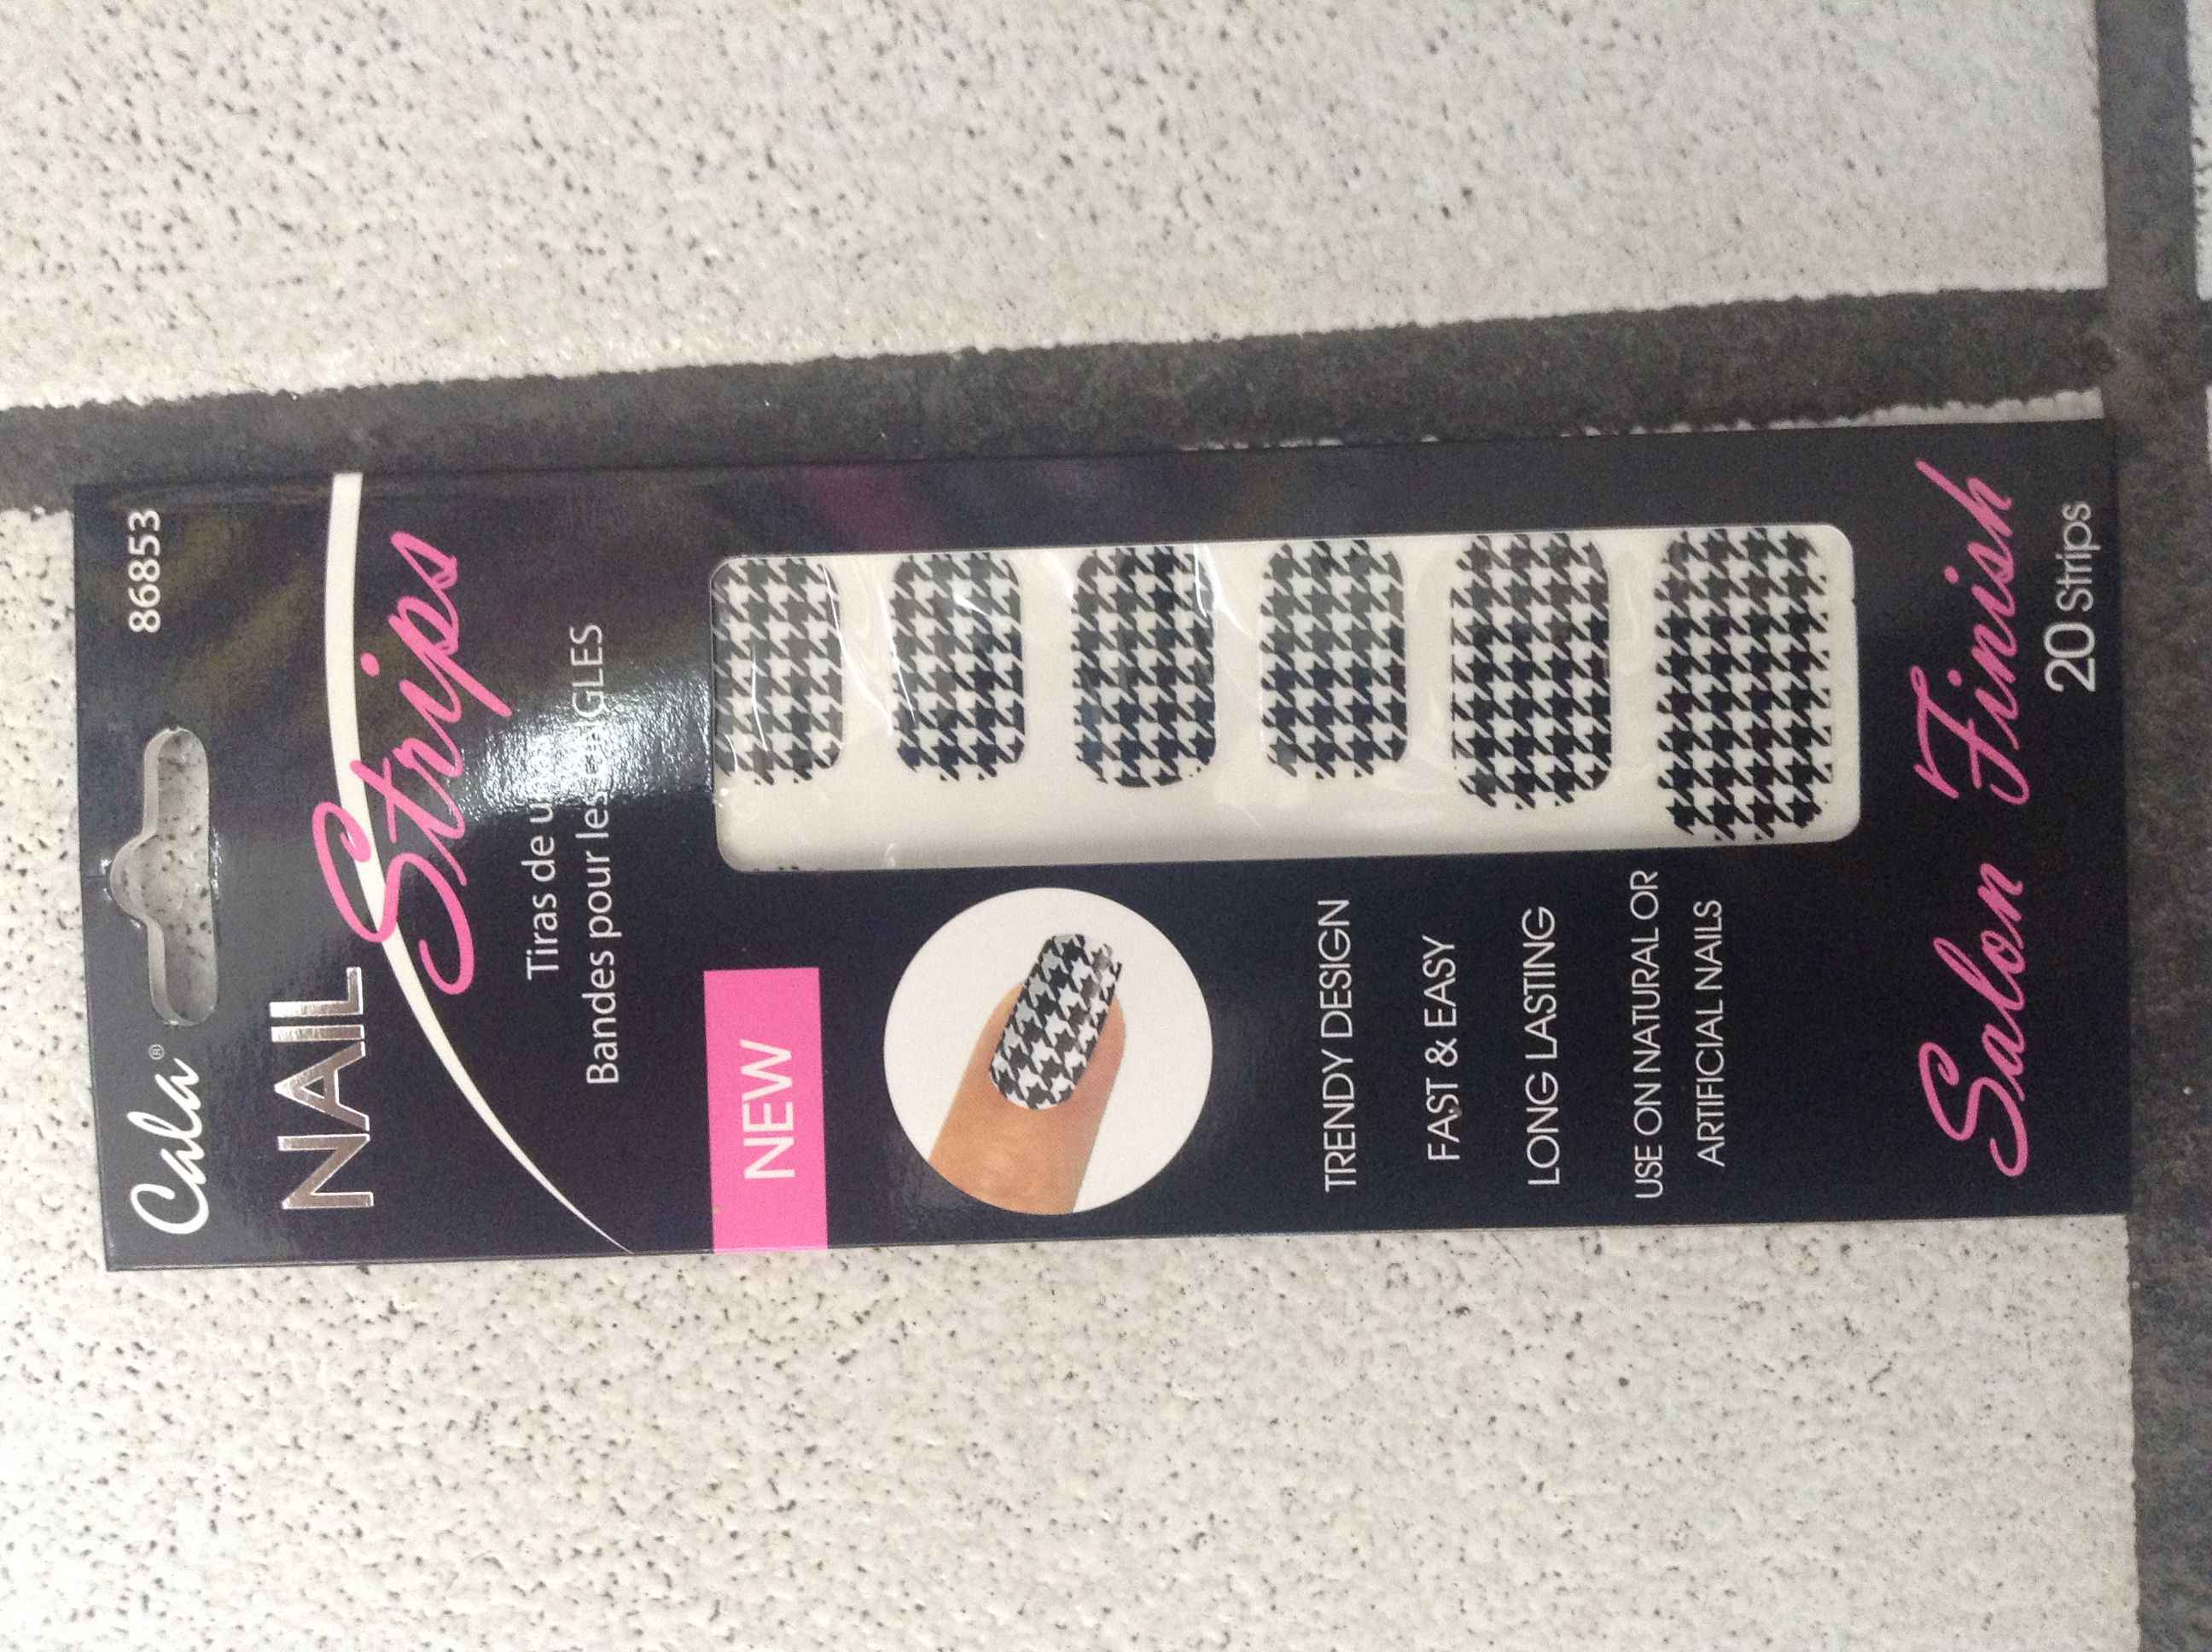 Cala®
86853
NAIL
Strips
Tiras de
Bandes pour les
NEW
TRENDY DESIGN
FAST & EASY
LONG LASTING
USE ON NATURAL OR
ARTIFICIAL NAILS
Salon Finish
20 Strips